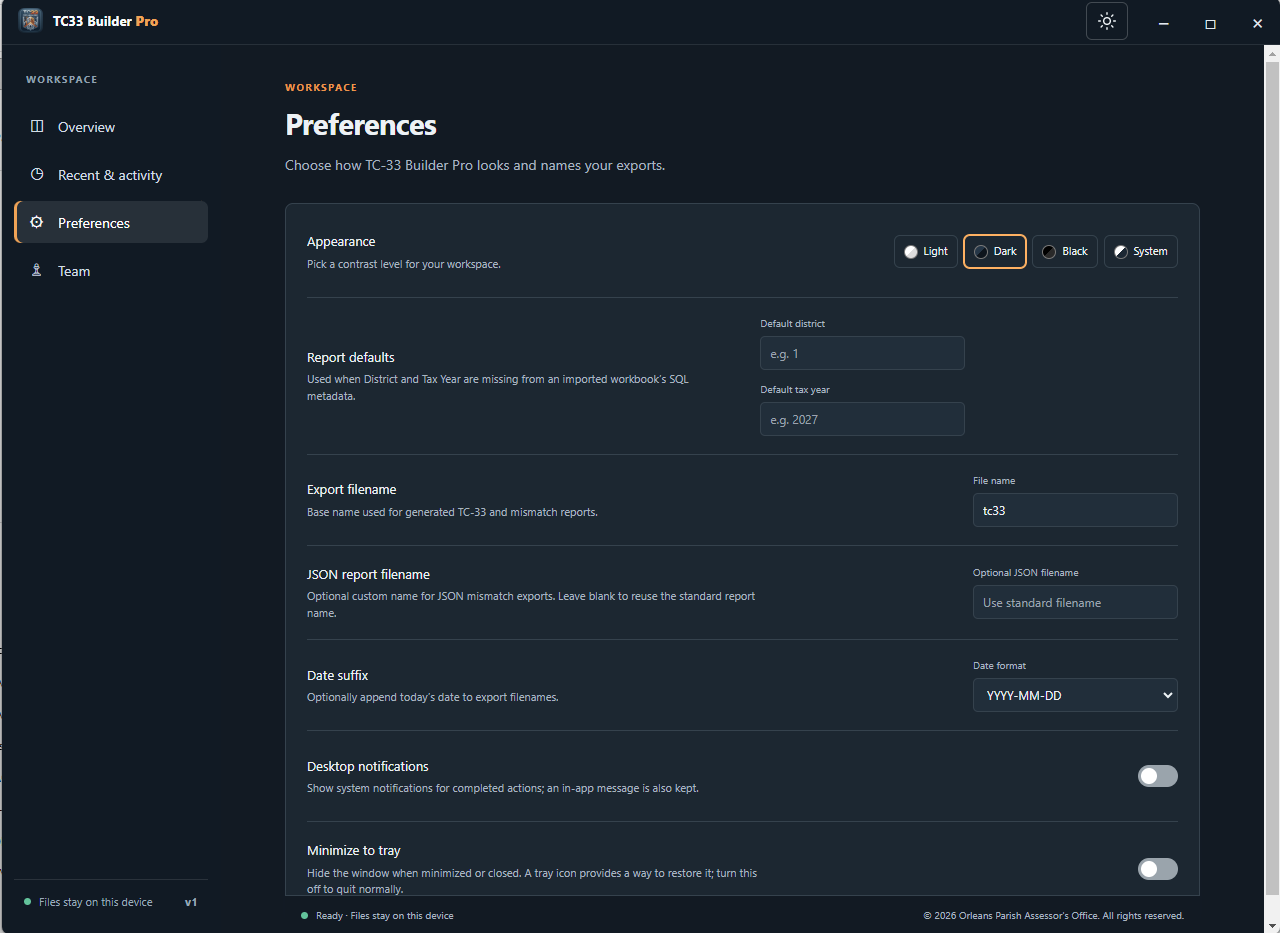 TC33 Builder Pro
WORKSPACE
Overview
Recent & activity
Preferences
Team
Files stay on this device v1
WORKSPACE
Preferences
Choose how TC-33 Builder Pro looks and names your exports.
Appearance
Pick a contrast level for your workspace.
Light Dark Black System
Report defaults
Used when District and Tax Year are missing from an imported workbook's SQL
metadata.
Default district
e.g. 1
Default tax year
e.g. 2027
Export filename
Base name used for generated TC-33 and mismatch reports.
File name
tc33
JSON report filename
Optional custom name for JSON mismatch exports. Leave blank to reuse the standard report
name.
Optional JSON filename
Use standard filename
Date suffix
Optionally append today's date to export filenames.
Date format
YYYY-MM-DD
Desktop notifications
Show system notifications for completed actions; an in-app message is also kept.
Minimize to tray
Hide the window when minimized or closed. A tray icon provides a way to restore it; turn this
off to quit normally.
Ready · Files stay on this device
© 2026 Orleans Parish Assessor's Office. All rights reserved.